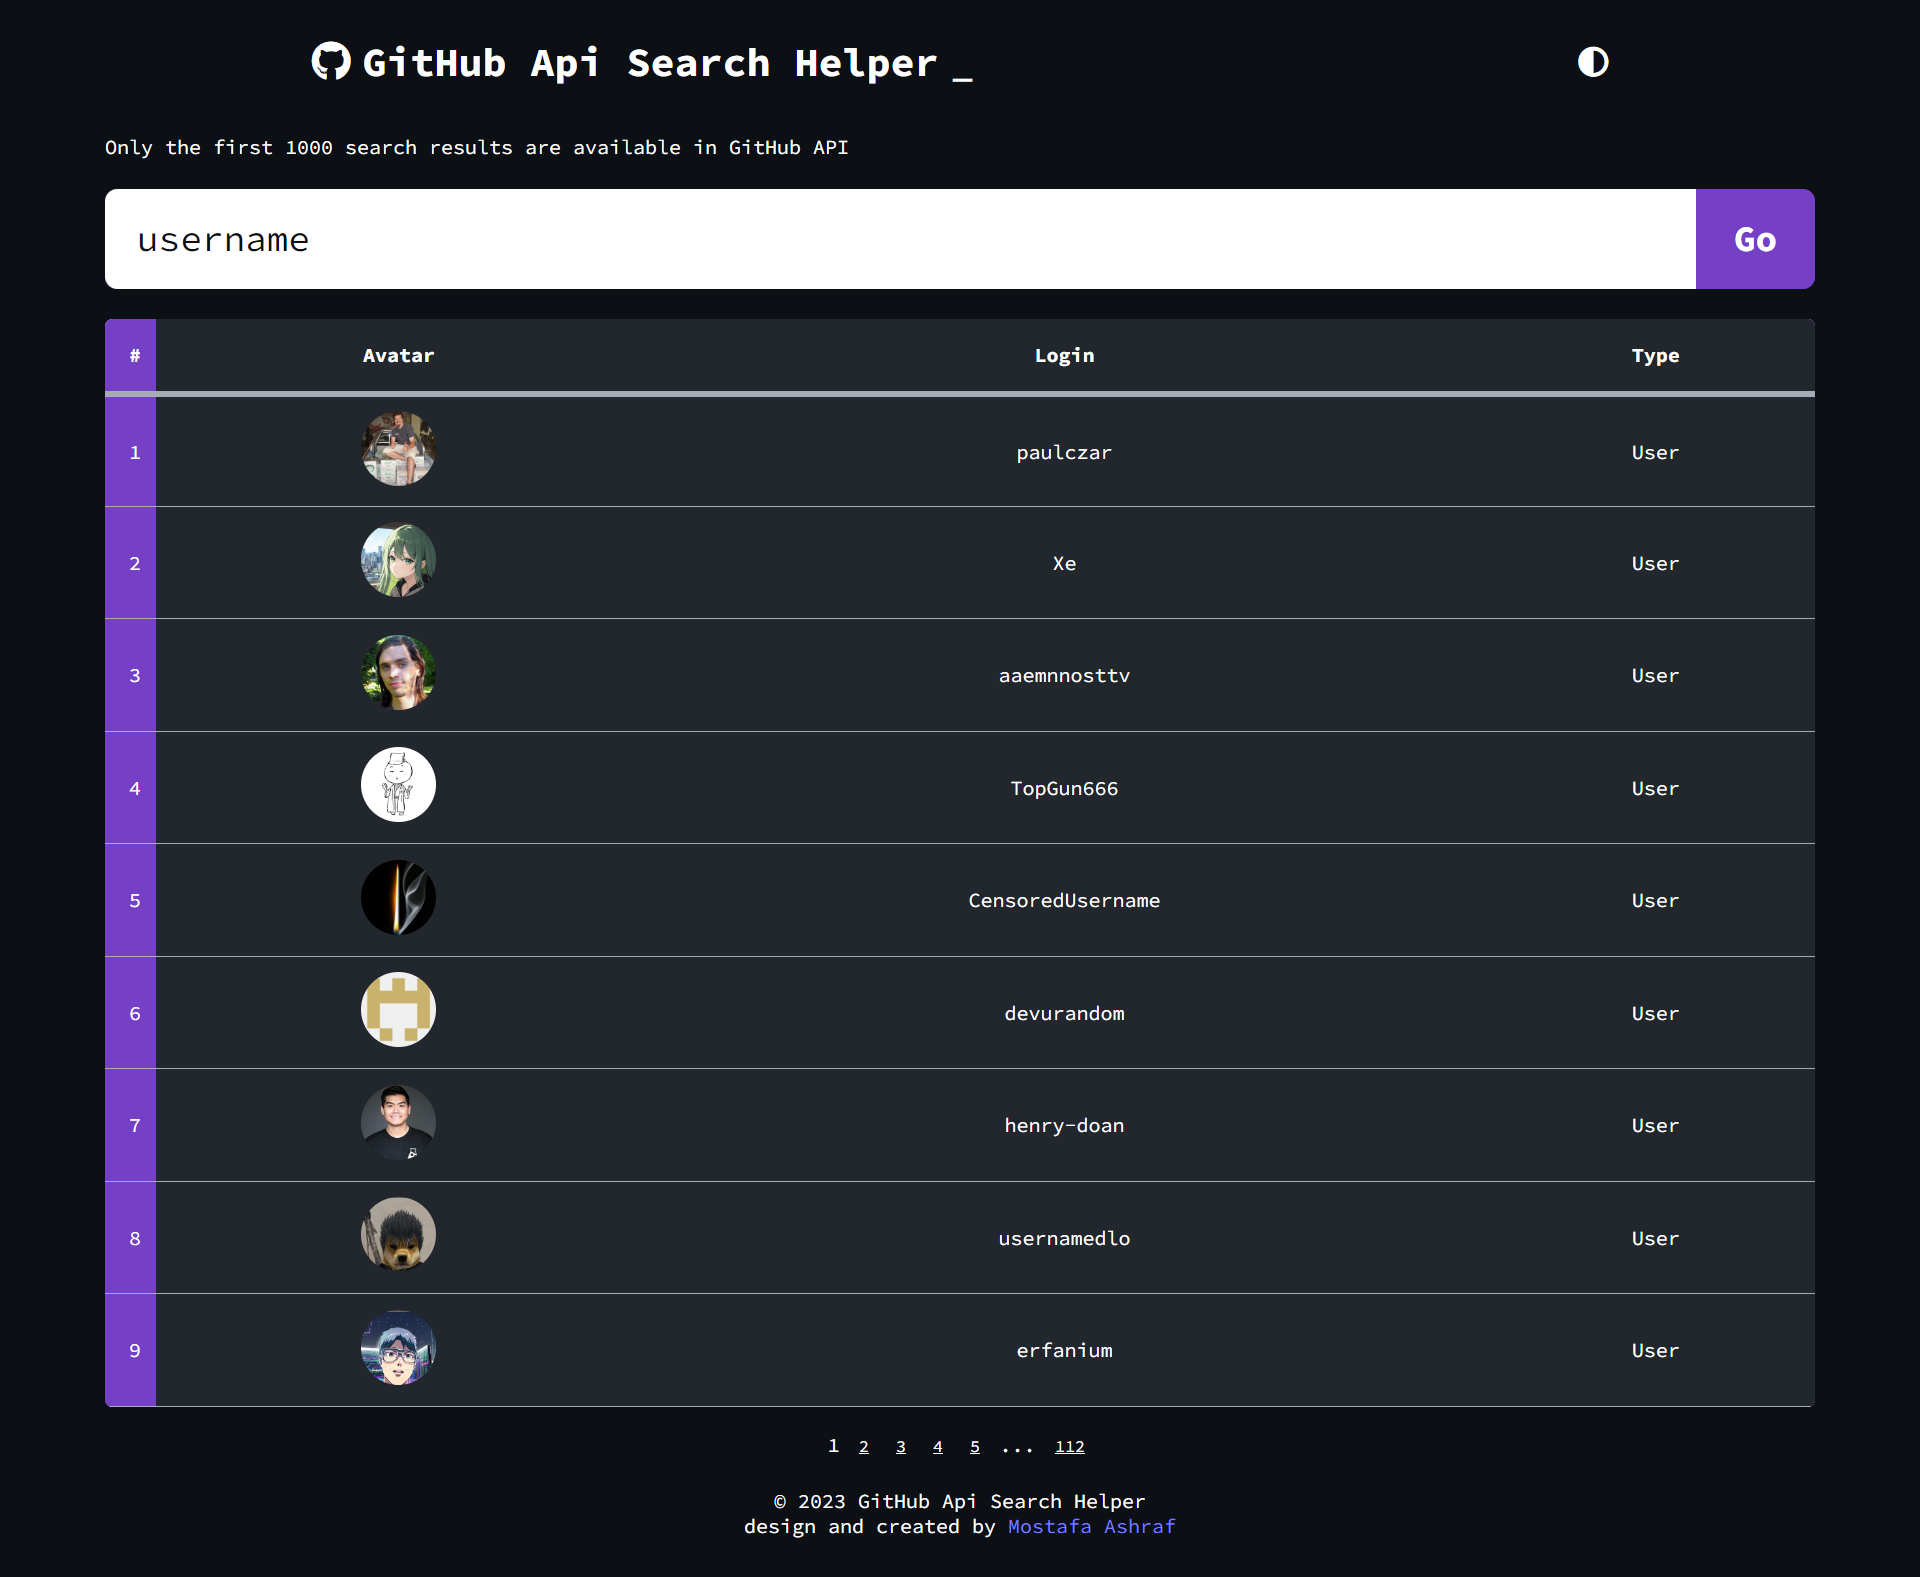 GitHub Api Search Helper _
Only the first 1000 search results are available in GitHub API
username
Go
# Avatar Login Type
1 paulczar User
2 Xe User
3 aaemnnosttv User
4 TopGun666 User
5 CensoredUsername User
6 devurandom User
7 henry-doan User
8 usernamedlo User
9 erfanium User
1 2 3 4 5 ... 112
© 2023 GitHub Api Search Helper
design and created by Mostafa Ashraf